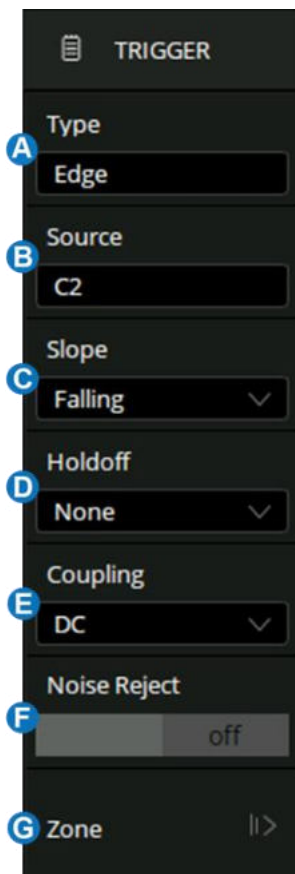 TRIGGER
Type
A
Edge
Source
B
C2
Slope
C
Falling
Holdoff
D
None
Coupling
E
DC
Noise Reject
F
off
G Zone